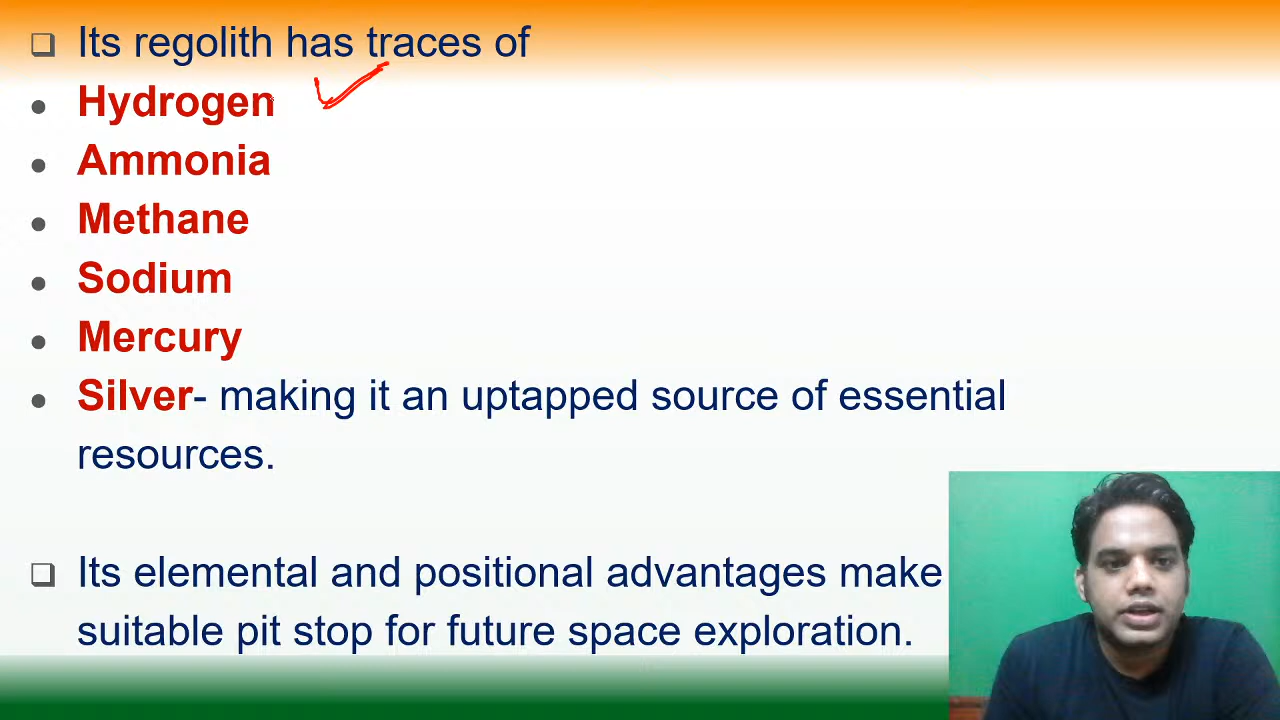 Its regolith has traces of
Hydrogen
Ammonia
Methane
Sodium
Mercury
Silver- making it an uptapped source of essential
resources.
Its elemental and positional advantages make
suitable pit stop for future space exploration.